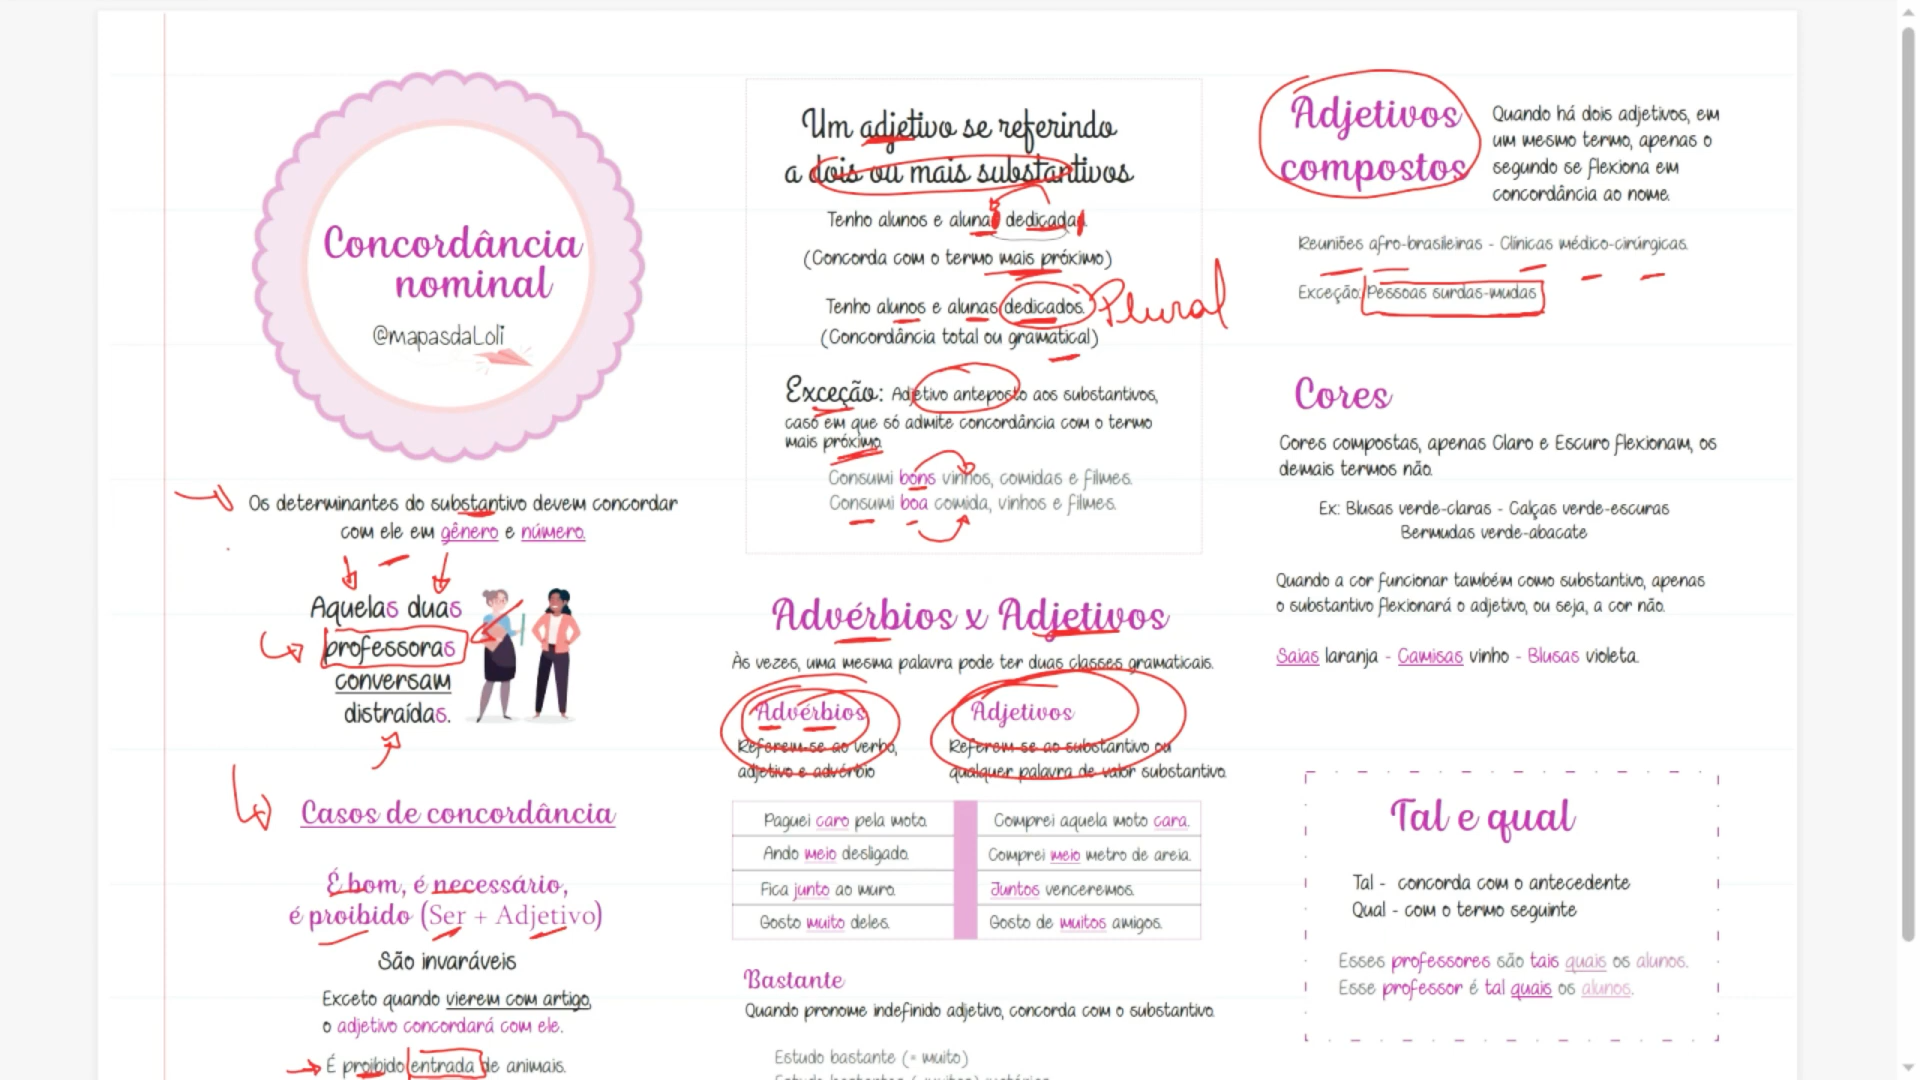 Concordância
nominal
@mapasdaLoli
Os determinantes do substantivo devem concordar
com ele em gênero e número.
Aquelas duas
professoras
conversam
distraídas.
Casos de concordância
É bom, é necessário,
é proibido (Ser + Adjetivo)
São invaráveis
Exceto quando vierem com artigo,
o adjetivo concordará com ele.
É proibido entrada de animais.
Um adjetivo se referindo
a dois ou mais substantivos
Tenho alunos e alunas dedicadas.
(Concorda com o termo mais próximo)
Tenho alunos e alunas dedicados. Plural
(Concordância total ou gramatical)
Exceção: Adjetivo anteposto aos substantivos,
caso em que só admite concordância com o termo
mais próximo.
Consumi bons vinhos, comidas e filmes.
Consumi boa comida, vinhos e filmes.
Advérbios x Adjetivos
Às vezes, uma mesma palavra pode ter duas classes gramaticais.
Advérbios
Referem-se ao verbo,
adjetivo e advérbio
Adjetivos
Referem-se ao substantivo ou
qualquer palavra de valor substantivo.
Paguei caro pela moto. Comprei aquela moto cara.
Ando meio desligado. Comprei meio metro de areia.
Fica junto ao muro. Juntos venceremos.
Gosto muito deles. Gosto de muitos amigos.
Bastante
Quando pronome indefinido adjetivo, concorda com o substantivo.
Estudo bastante (= muito)
Adjetivos
compostos
Quando há dois adjetivos, em
um mesmo termo, apenas o
segundo se flexiona em
concordância ao nome.
Reuniões afro-brasileiras - Clínicas médico-cirúrgicas.
Exceção: Pessoas surdas-mudas
Cores
Cores compostas, apenas Claro e Escuro flexionam, os
demais termos não.
Ex: Blusas verde-claras - Calças verde-escuras
Bermudas verde-abacate
Quando a cor funcionar também como substantivo, apenas
o substantivo flexionará o adjetivo, ou seja, a cor não.
Saias laranja - Camisas vinho - Blusas violeta.
Tal e qual
Tal - concorda com o antecedente
Qual - com o termo seguinte
Esses professores são tais quais os alunos.
Esse professor é tal quais os alunos.